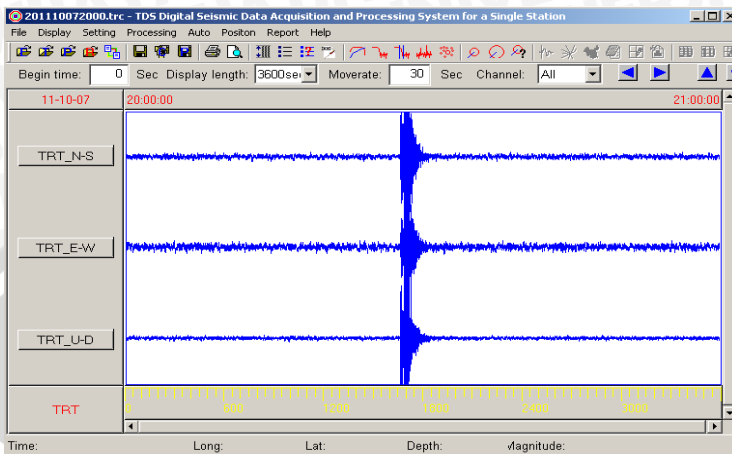 201110072000.trc - TDS Digital Seismic Data Acquisition and Processing System for a Single Station
File Display Setting Processing Auto Positon Report Help
Begin time: 0 Sec Display length: 3600se Moverate: 30 Sec Channel: All
11-10-07 20:00:00 21:00:00
TRT_N-S
TRT_E-W
TRT_U-D
TRT 0 600 1200 1800 2400 3000
Time: Long: Lat: Depth: Magnitude: